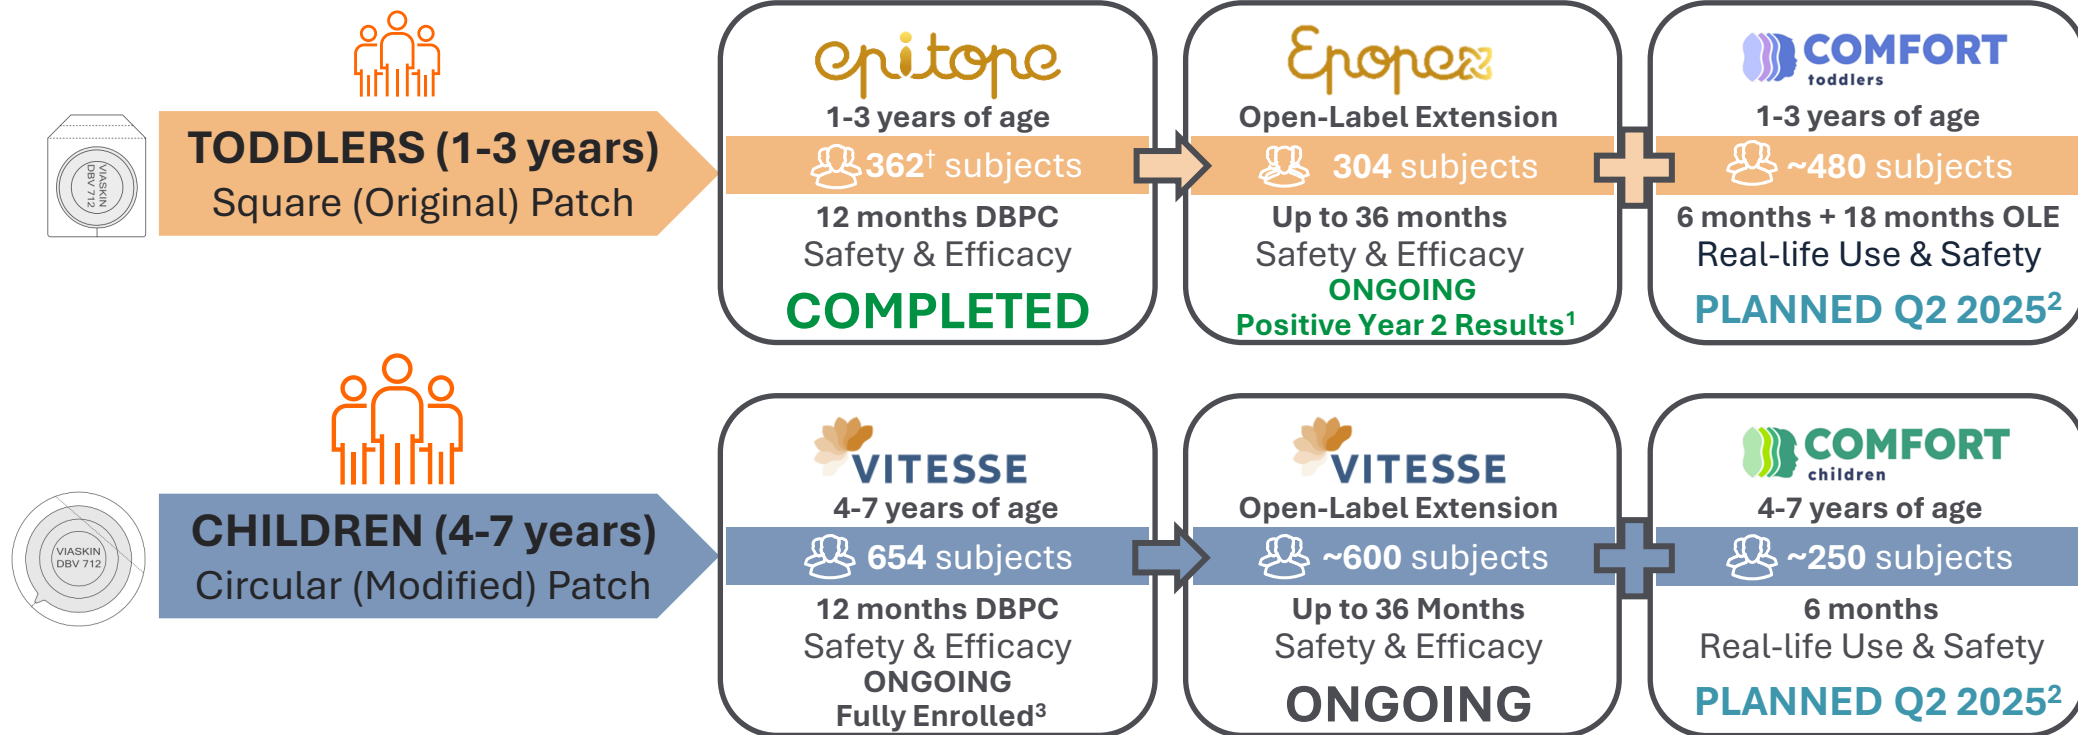 TODDLERS (1-3 years)
Square (Original) Patch
VIASKIN
DBV 712
epitope
1-3 years of age
362† subjects
12 months DBPC
Safety & Efficacy
COMPLETED
Epopex
Open-Label Extension
304 subjects
Up to 36 months
Safety & Efficacy
ONGOING
Positive Year 2 Results¹
COMFORT
toddlers
1-3 years of age
~480 subjects
6 months + 18 months OLE
Real-life Use & Safety
PLANNED Q2 2025²
CHILDREN (4-7 years)
Circular (Modified) Patch
VIASKIN
DBV 712
VITESSE
4-7 years of age
654 subjects
12 months DBPC
Safety & Efficacy
ONGOING
Fully Enrolled³
VITESSE
Open-Label Extension
~600 subjects
Up to 36 Months
Safety & Efficacy
ONGOING
COMFORT
children
4-7 years of age
~250 subjects
6 months
Real-life Use & Safety
PLANNED Q2 2025²